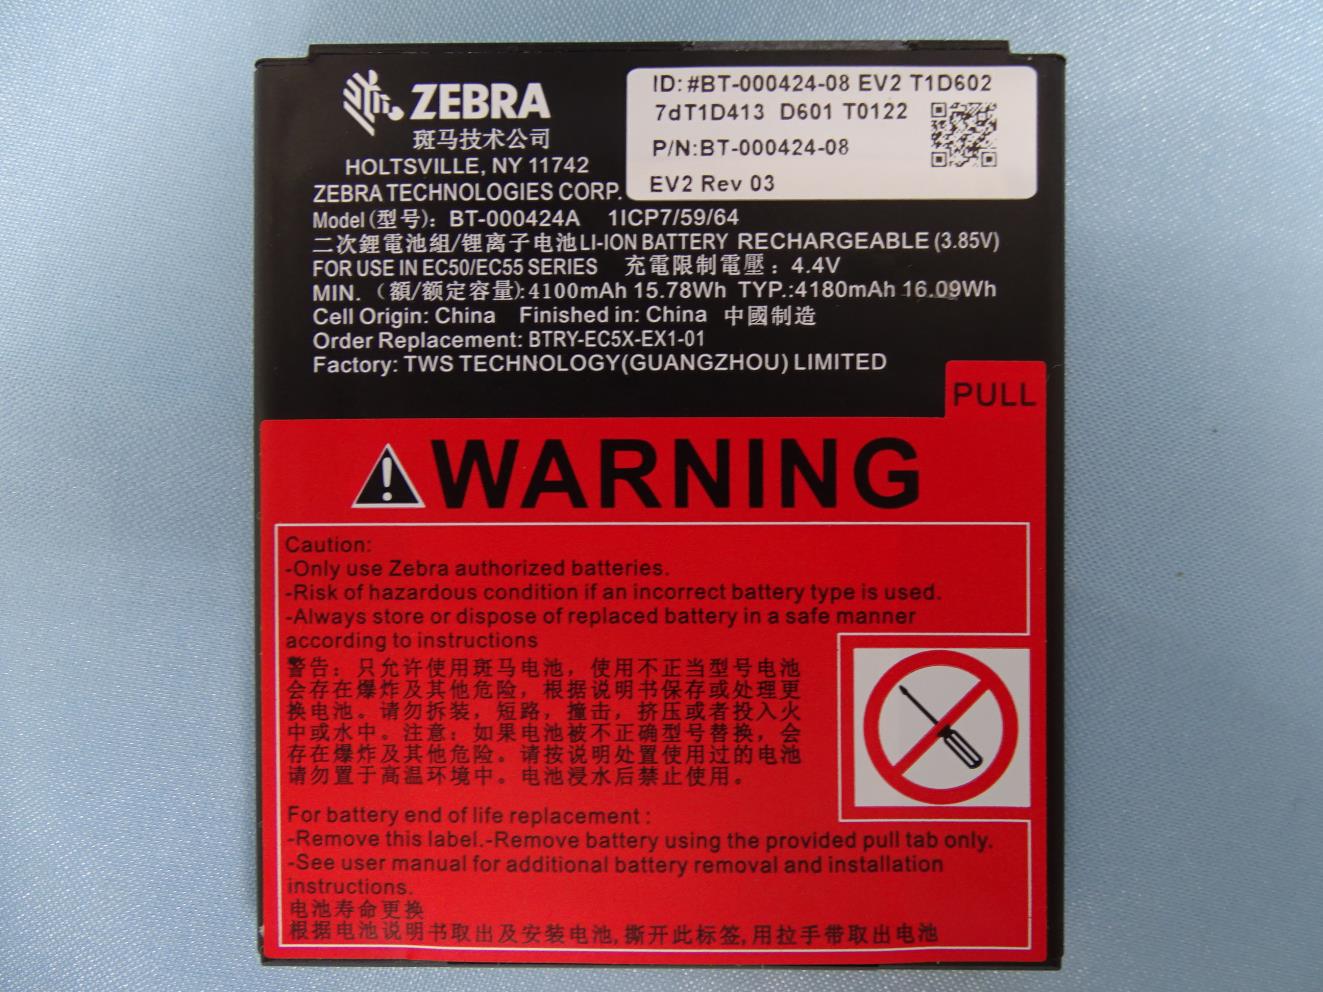 ZEBRA
斑马技术公司
HOLTSVILLE, NY 11742
ZEBRA TECHNOLOGIES CORP.
ID: #BT-000424-08 EV2 T1D602
7dT1D413 D601 T0122
P/N:BT-000424-08
EV2 Rev 03
Model (型号): BT-000424A 1ICP7/59/64
二次鋰電池組/锂离子电池LI-ION BATTERY RECHARGEABLE (3.85V)
FOR USE IN EC50/EC55 SERIES 充電限制電壓：4.4V
MIN.（額/额定容量):4100mAh 15.78Wh TYP.:4180mAh 16.09Wh
Cell Origin: China Finished in: China 中國制造
Order Replacement: BTRY-EC5X-EX1-01
Factory: TWS TECHNOLOGY(GUANGZHOU) LIMITED
PULL
WARNING
Caution:
-Only use Zebra authorized batteries.
-Risk of hazardous condition if an incorrect battery type is used.
-Always store or dispose of replaced battery in a safe manner
according to instructions
警告：只允许使用斑马电池，使用不正当型号电池
会存在爆炸及其他危险，根据说明书保存或处理更
换电池。请勿拆装，短路，撞击，挤压或者投入火
中或水中。注意：如果电池被不正确型号替换，会
存在爆炸及其他危险。请按说明处置使用过的电池
请勿置于高温环境中。电池浸水后禁止使用。
For battery end of life replacement :
-Remove this label.-Remove battery using the provided pull tab only.
-See user manual for additional battery removal and installation
instructions.
电池寿命更换
根据电池说明书取出及安装电池,撕开此标签,用拉手带取出电池